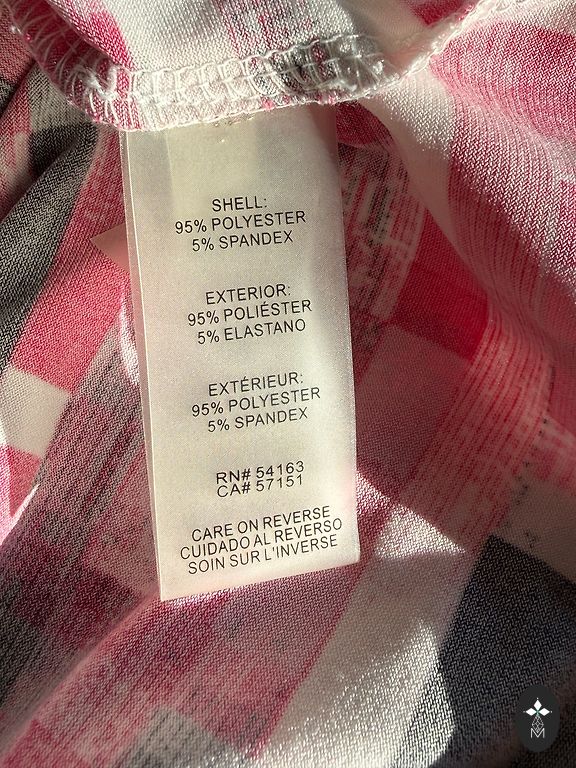 SHELL:
95% POLYESTER
5% SPANDEX
EXTERIOR:
95% POLIÉSTER
5% ELASTANO
EXTÉRIEUR:
95% POLYESTER
5% SPANDEX
RN# 54163
CA# 57151
CARE ON REVERSE
CUIDADO AL REVERSO
SOIN SUR L'INVERSE
M